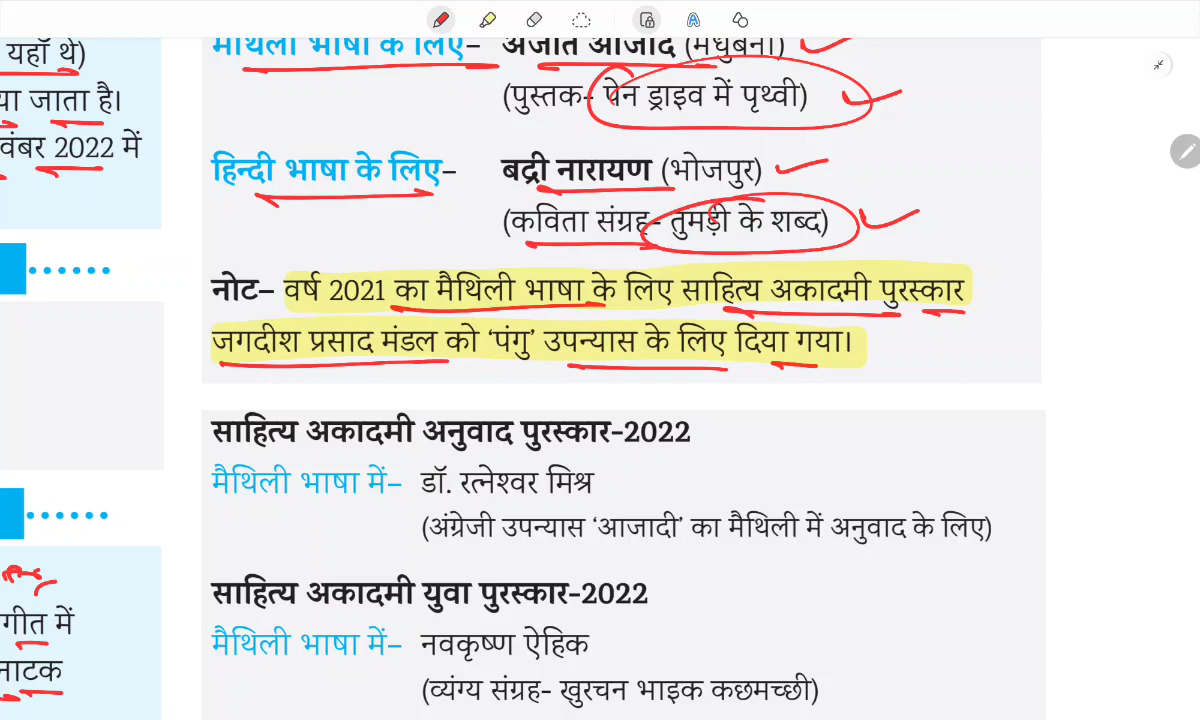 यहाँ थे)
या जाता है।
वंबर 2022 में
गीत में
नाटक
मैथिली भाषा के लिए– अजीत आजाद (मधुबनी)
(पुस्तक- पेन ड्राइव में पृथ्वी)
हिन्दी भाषा के लिए– बद्री नारायण (भोजपुर)
(कविता संग्रह- तुमड़ी के शब्द)
नोट– वर्ष 2021 का मैथिली भाषा के लिए साहित्य अकादमी पुरस्कार
जगदीश प्रसाद मंडल को ‘पंगु’ उपन्यास के लिए दिया गया।
साहित्य अकादमी अनुवाद पुरस्कार-2022
मैथिली भाषा में– डॉ. रत्नेश्वर मिश्र
(अंग्रेजी उपन्यास ‘आजादी’ का मैथिली में अनुवाद के लिए)
साहित्य अकादमी युवा पुरस्कार-2022
मैथिली भाषा में– नवकृष्ण ऐहिक
(व्यंग्य संग्रह- खुरचन भाइक कछमच्छी)